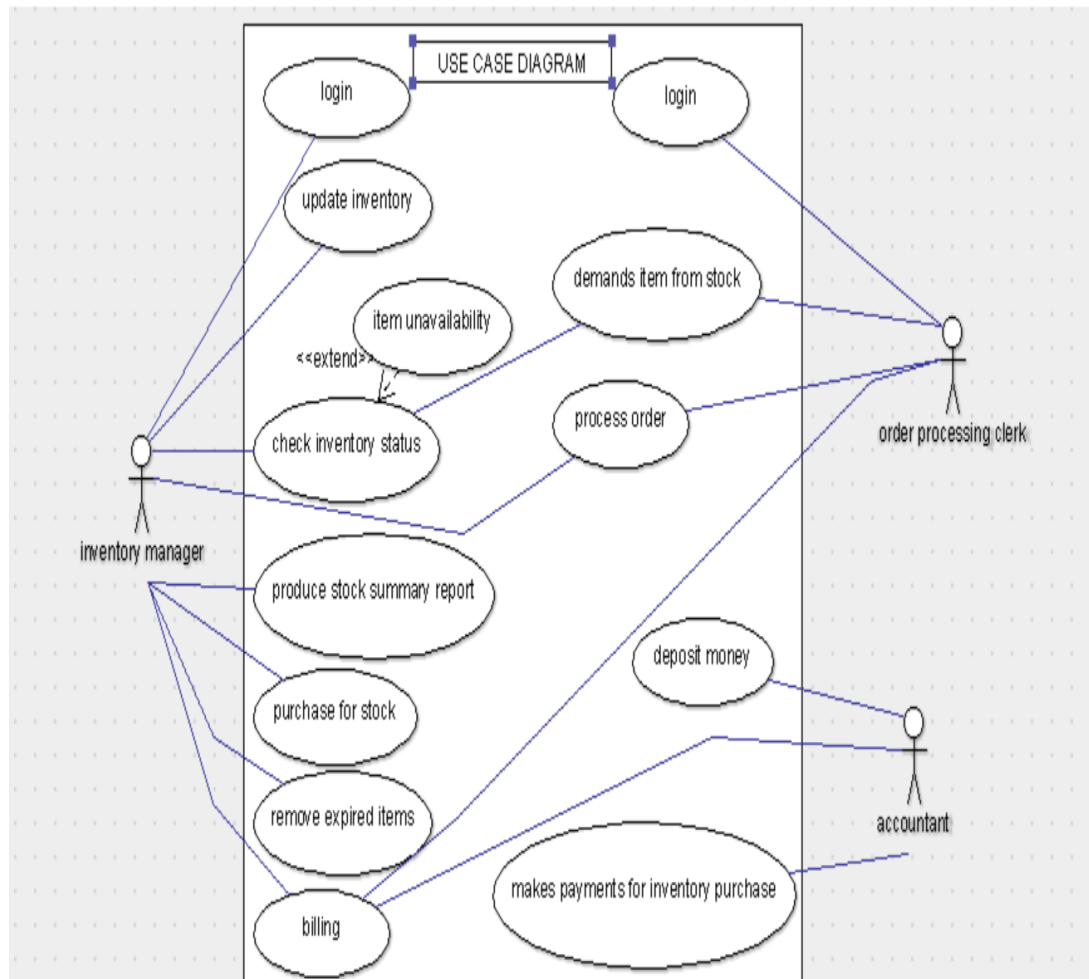 USE CASE DIAGRAM
login
login
update inventory
demands item from stock
item unavailability
<<extend>>
process order
check inventory status
order processing clerk
inventory manager
produce stock summary report
deposit money
purchase for stock
remove expired items
accountant
makes payments for inventory purchase
billing